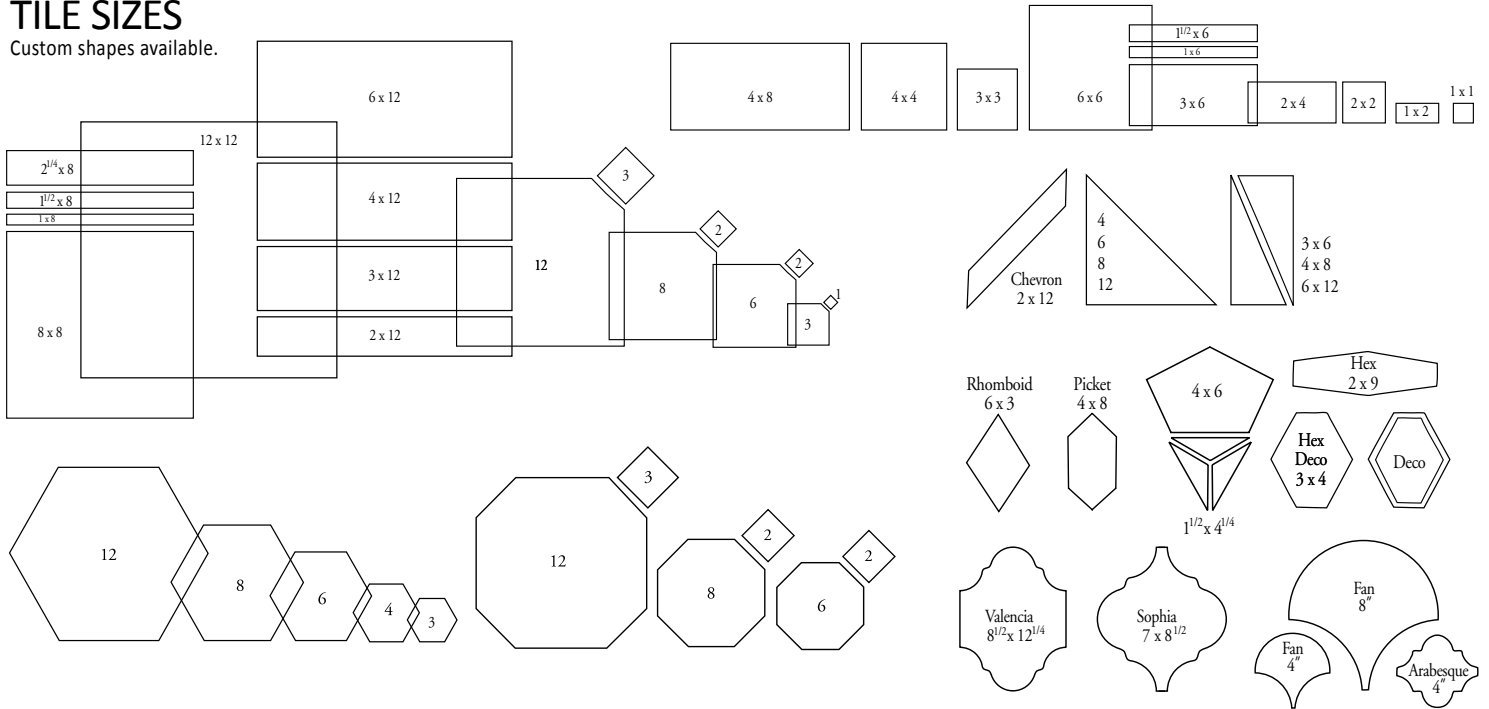 TILE SIZES
Custom shapes available.
6 x 12
12 x 12
2 1/4 x 8
1 1/2 x 8
1 x 8
8 x 8
4 x 12
3 x 12
2 x 12
12
3
8
2
6
2
3
1
4 x 8
4 x 4
3 x 3
6 x 6
1 1/2 x 6
1 x 6
3 x 6
2 x 4
2 x 2
1 x 2
1 x 1
Chevron
2 x 12
4
6
8
12
3 x 6
4 x 8
6 x 12
Rhomboid
6 x 3
Picket
4 x 8
4 x 6
1 1/2 x 4 1/4
Hex
2 x 9
Hex
Deco
3 x 4
Deco
12
8
6
4
3
12
3
8
2
6
2
Valencia
8 1/2 x 12 1/4
Sophia
7 x 8 1/2
Fan
8"
Fan
4"
Arabesque
4"